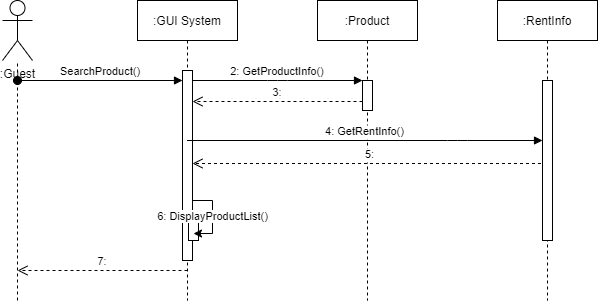 :GUI System
:Product
:RentInfo
:Guest
SearchProduct()
2: GetProductInfo()
3:
4: GetRentInfo()
5:
6: DisplayProductList()
7: